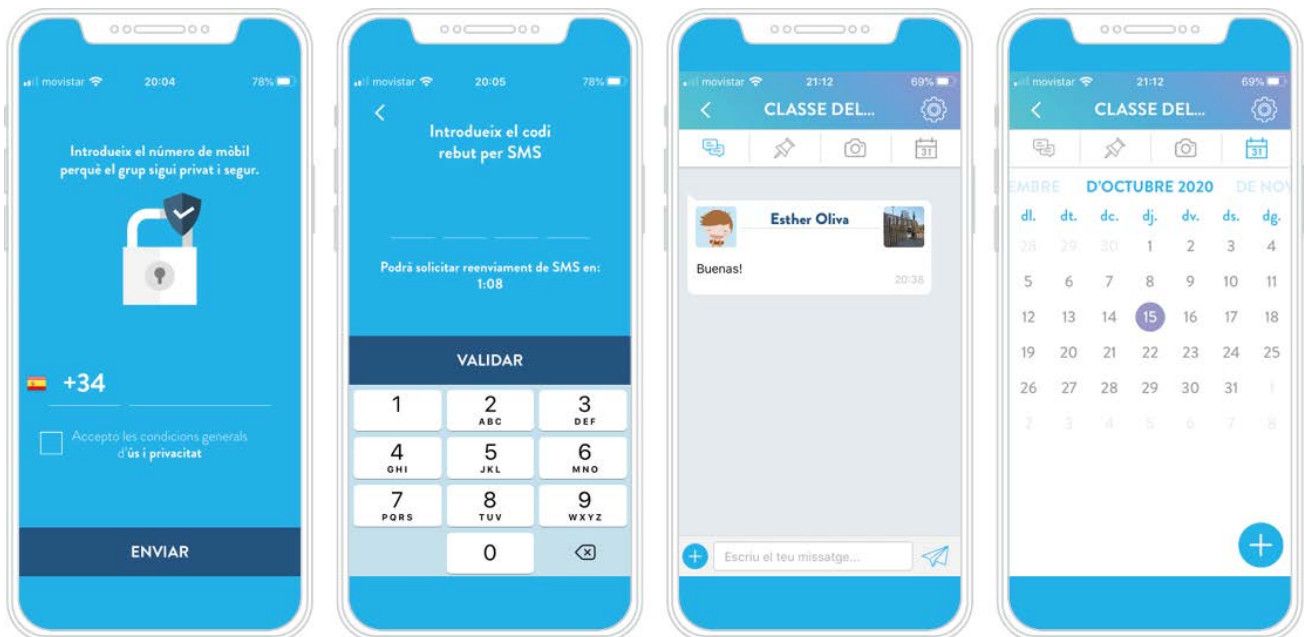 movistar 20:04 78%
Introdueix el número de mòbil
perquè el grup sigui privat i segur.
+34
Accepto les condicions generals
d'ús i privacitat
ENVIAR
movistar 20:05 78%
Introdueix el codi
rebut per SMS
Podrà solicitar reenviament de SMS en:
1:08
VALIDAR
1 2 3
ABC DEF
4 5 6
GHI JKL MNO
7 8 9
PQRS TUV WXYZ
0
movistar 21:12 69%
CLASSE DEL...
31
Esther Oliva
Buenas!
20:38
Escriu el teu missatge...
movistar 21:12 69%
CLASSE DEL...
31
EMBRE D'OCTUBRE 2020 DE NOV
dl. dt. dc. dj. dv. ds. dg.
28 29 30 1 2 3 4
5 6 7 8 9 10 11
12 13 14 15 16 17 18
19 20 21 22 23 24 25
26 27 28 29 30 31 1
2 3 4 5 6 7 8